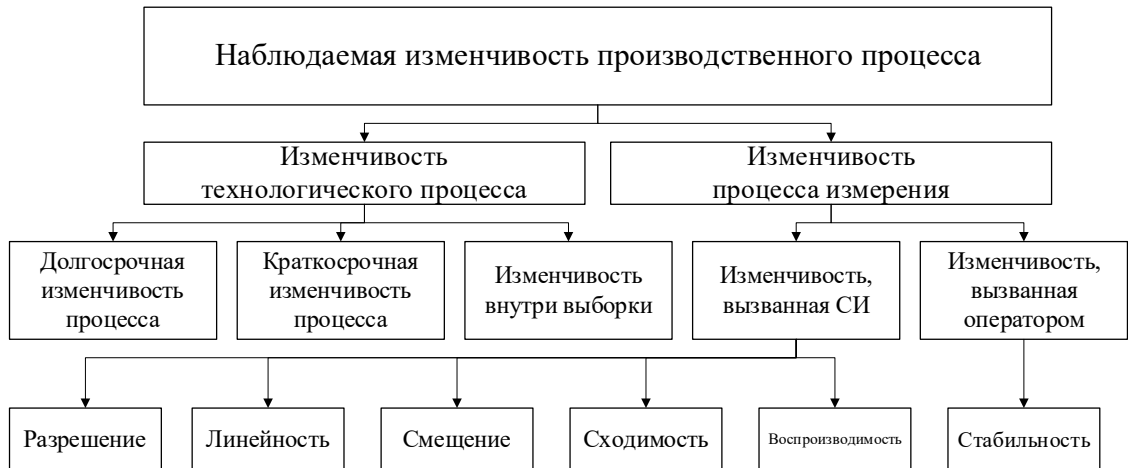 Наблюдаемая изменчивость производственного процесса
Изменчивость
технологического процесса
Изменчивость
процесса измерения
Долгосрочная
изменчивость
процесса
Краткосрочная
изменчивость
процесса
Изменчивость
внутри выборки
Изменчивость,
вызванная СИ
Изменчивость,
вызванная
оператором
Разрешение
Линейность
Смещение
Сходимость
Воспроизводимость
Стабильность